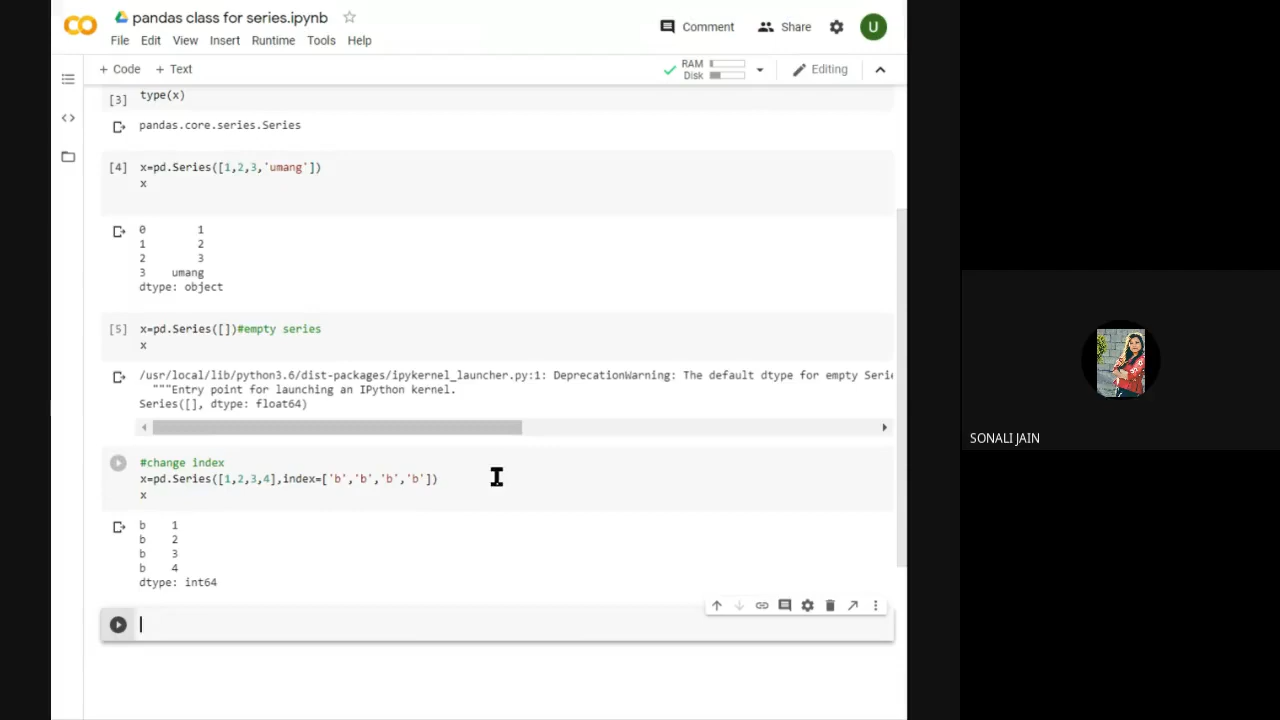 pandas class for series.ipynb
Comment
Share
U
File Edit View Insert Runtime Tools Help
+ Code + Text
RAM
Disk
Editing
[3] type(x)
pandas.core.series.Series
[4] x=pd.Series([1,2,3,'umang'])
x
0 1
1 2
2 3
3 umang
dtype: object
[5] x=pd.Series([])#empty series
x
/usr/local/lib/python3.6/dist-packages/ipykernel_launcher.py:1: DeprecationWarning: The default dtype for empty Serie
"""Entry point for launching an IPython kernel.
Series([], dtype: float64)
#change index
x=pd.Series([1,2,3,4],index=['b','b','b','b'])
x
b 1
b 2
b 3
b 4
dtype: int64
SONALI JAIN